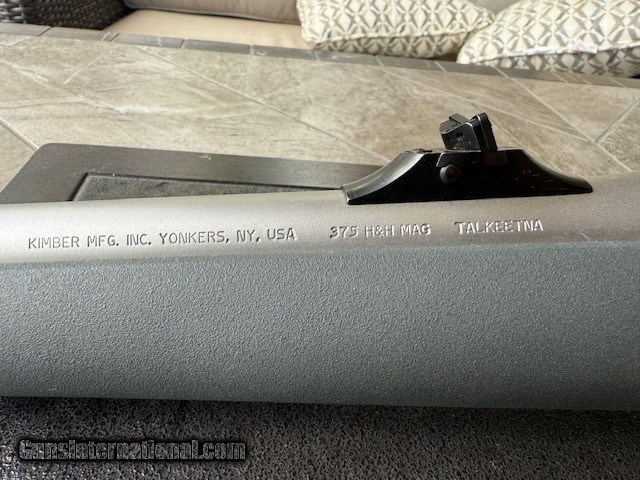 KIMBER MFG. INC. YONKERS, NY, USA 375 H&H MAG TALKEETNA
GunsInternational.com